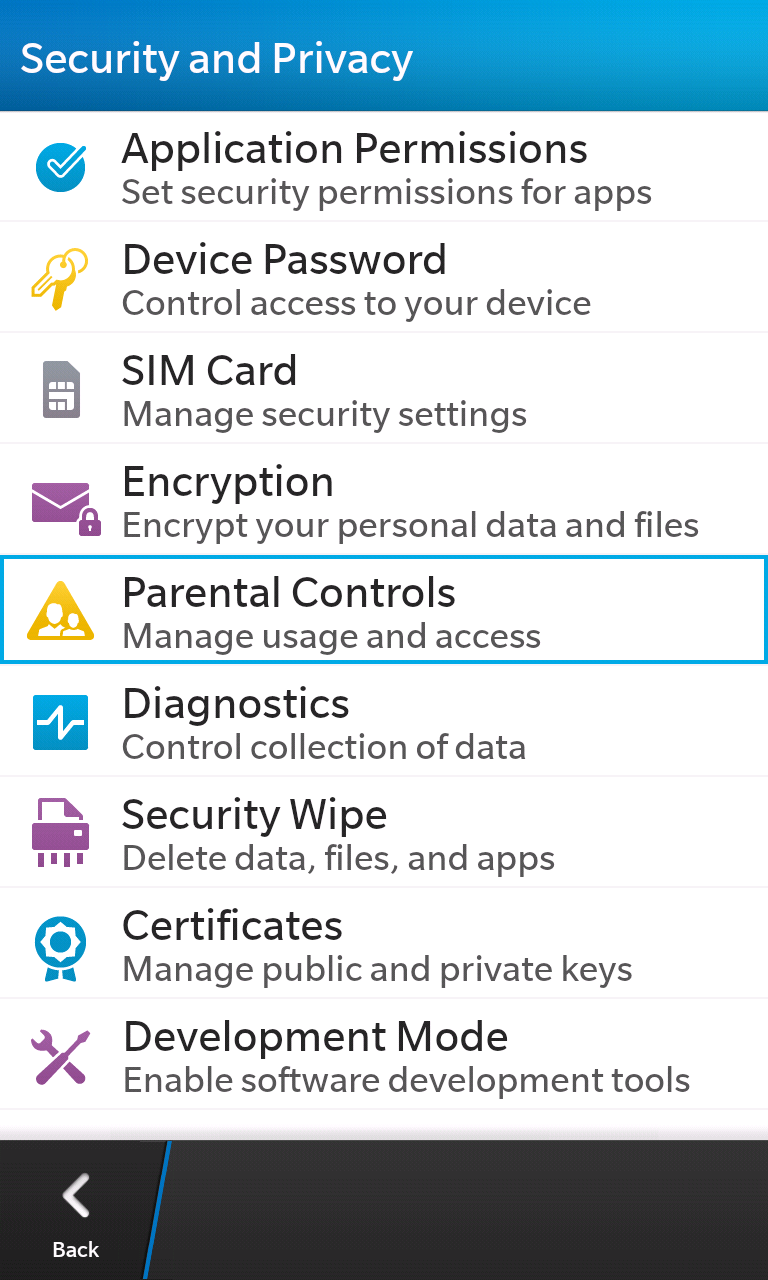 Security and Privacy
Application Permissions
Set security permissions for apps
Device Password
Control access to your device
SIM Card
Manage security settings
Encryption
Encrypt your personal data and files
Parental Controls
Manage usage and access
Diagnostics
Control collection of data
Security Wipe
Delete data, files, and apps
Certificates
Manage public and private keys
Development Mode
Enable software development tools
Back